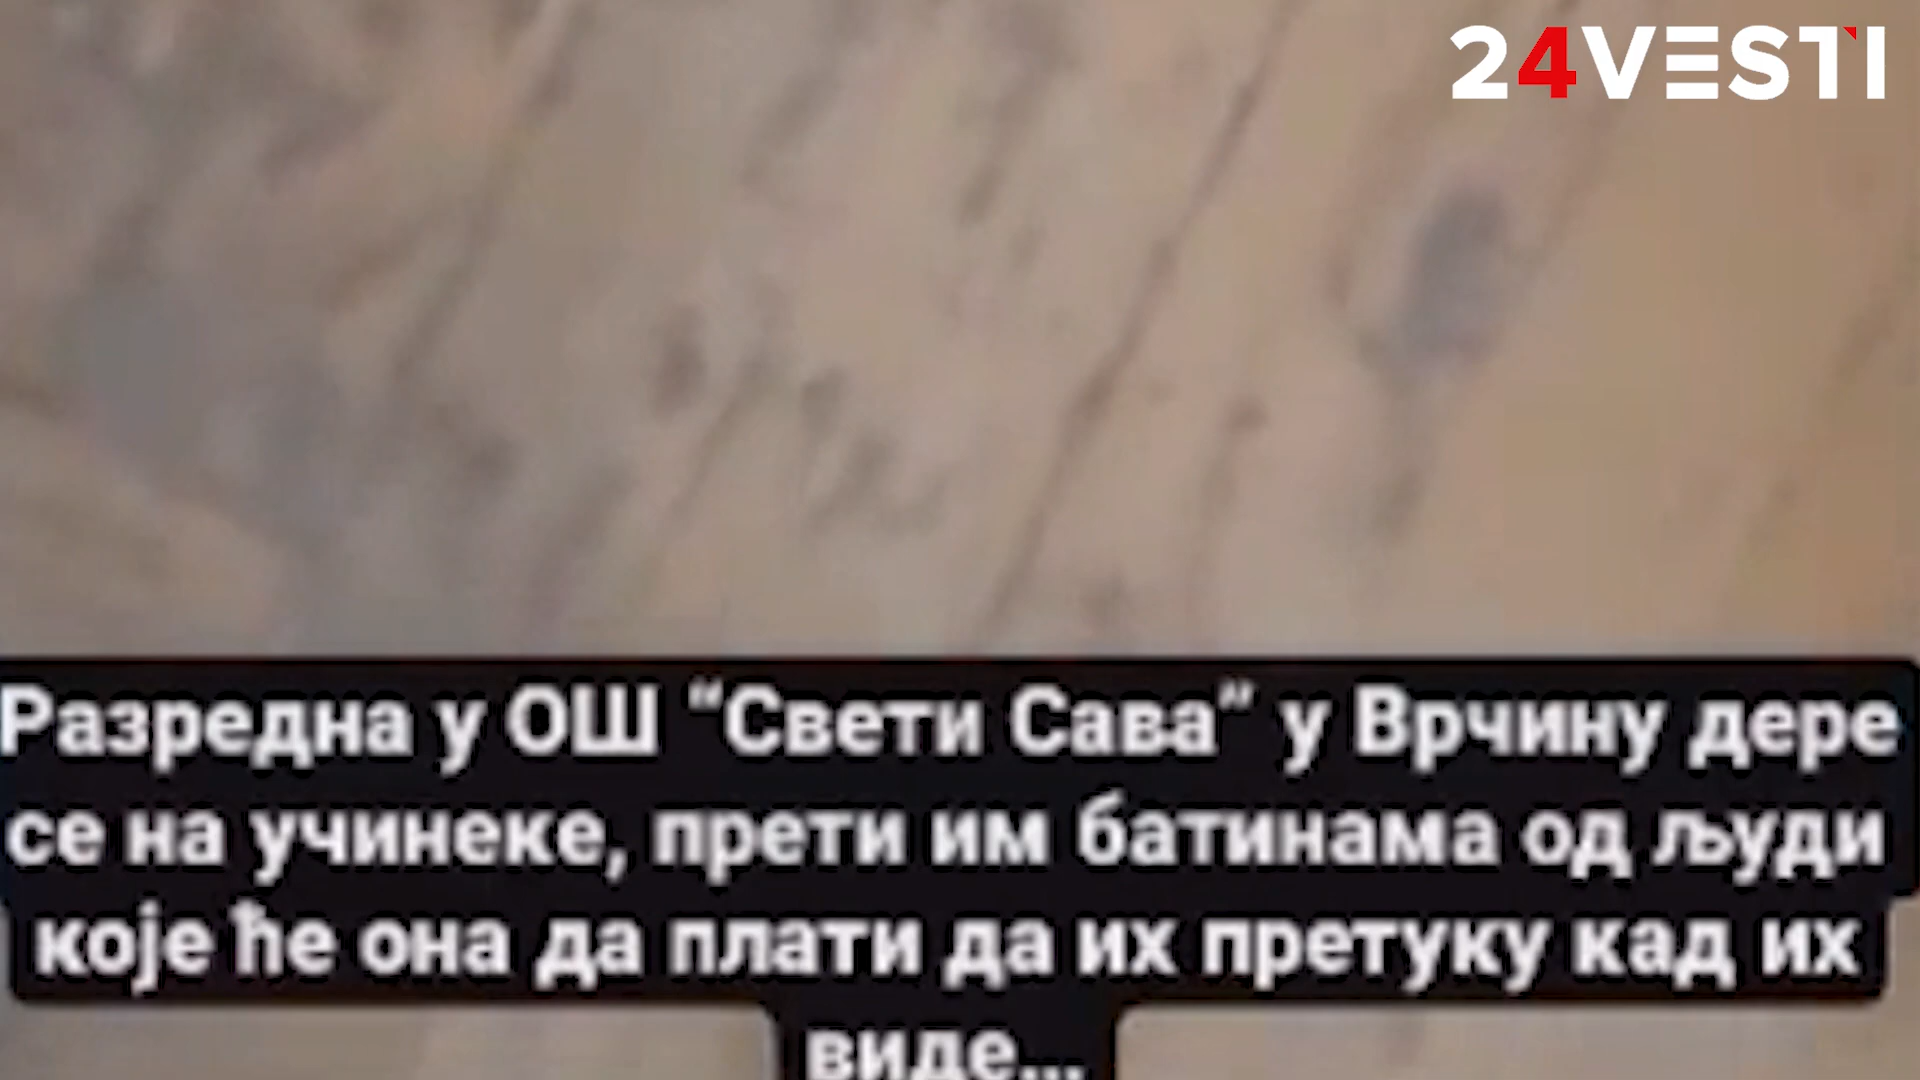 24VESTI
Разредна у ОШ “Свети Сава” у Врчину дере
се на учинеке, прети им батинама од људи
које ће она да плати да их претуку кад их
виде...